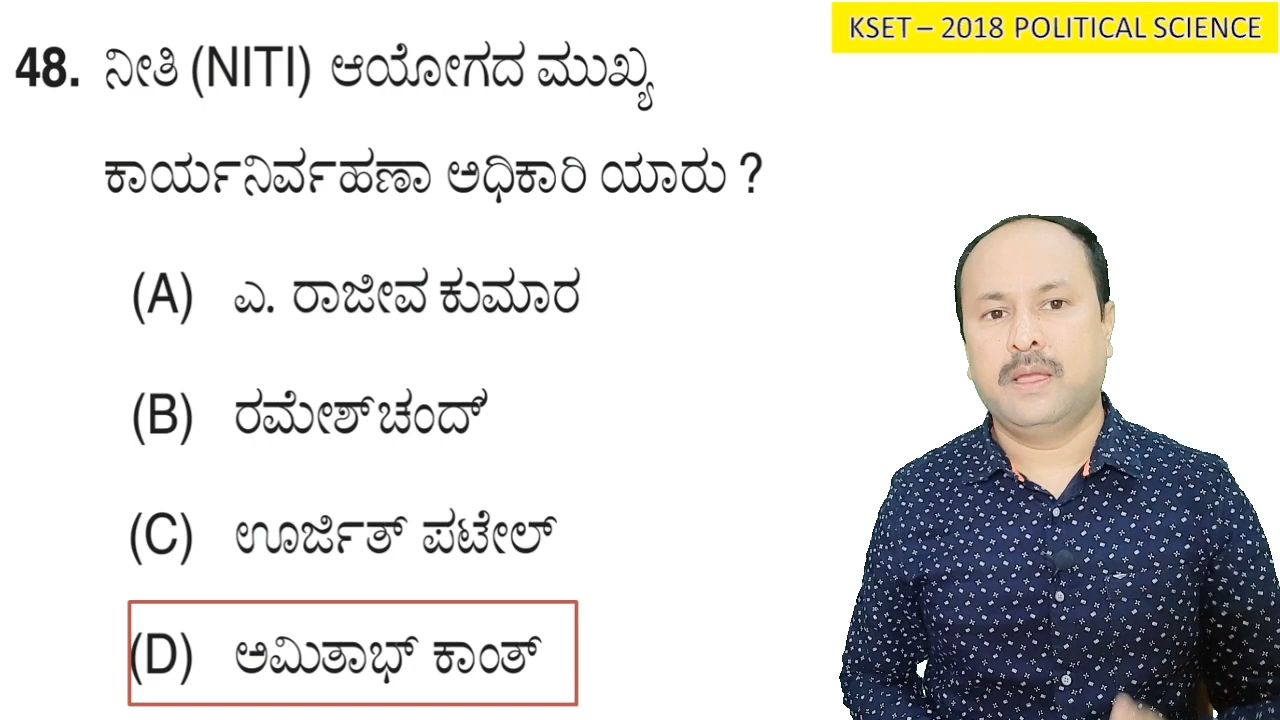 KSET – 2018 POLITICAL SCIENCE
48. ನೀತಿ (NITI) ಆಯೋಗದ ಮುಖ್ಯ
ಕಾರ್ಯನಿರ್ವಹಣಾ ಅಧಿಕಾರಿ ಯಾರು ?
(A) ಎ. ರಾಜೀವ ಕುಮಾರ
(B) ರಮೇಶ್ ಚಂದ್
(C) ಊರ್ಜಿತ್ ಪಟೇಲ್
(D) ಅಮಿತಾಭ್ ಕಾಂತ್